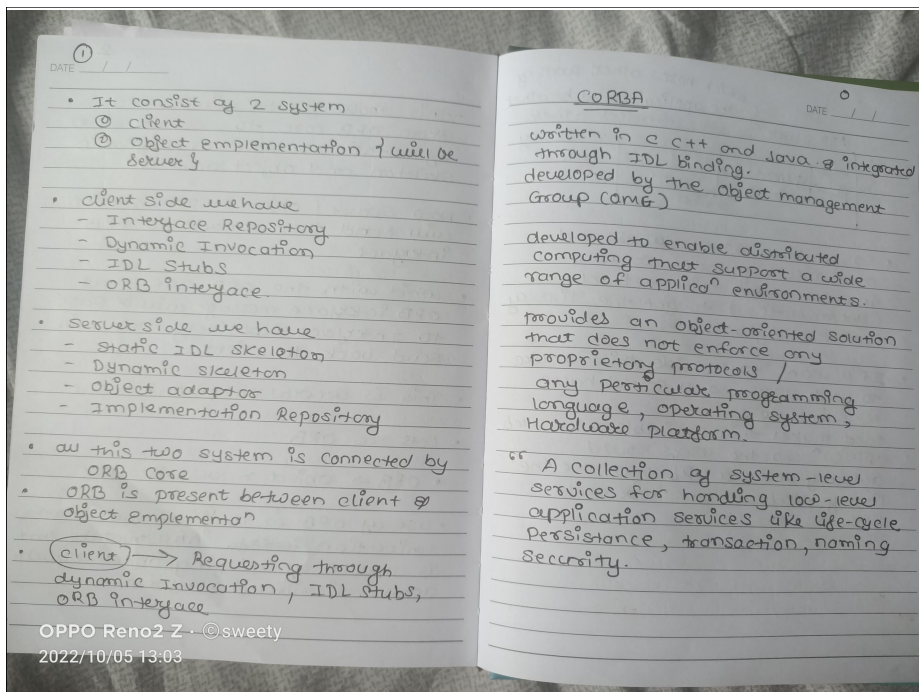 ①
DATE / /
• It consist of 2 system
① client
② object emplementation } will be
server }
• client side we have
- Interface Repository
- Dynamic Invocation
- IDL Stubs
- ORB interface.
• server side we have
- static IDL skeleton
- Dynamic skeleton
- object adaptor
- Implementation Repository
• all this two system is connected by
ORB core
• ORB is present between client &
object emplementaⁿ
• client → Requesting through
dynamic Invocation, IDL stubs,
ORB interface
CORBA
0
DATE / /
written in c c++ and Java & integrated
through IDL binding.
developed by the object management
Group (OMG)
developed to enable distributed
computing that support a wide
range of applicaⁿ environments.
provides an object-oriented solution
that does not enforce any
proprietary protocols /
any perticular programming
language, operating system,
Hardware platform.
“ A collection of system-level
services for handling low-level
application services like life-cycle
Persistance, transaction, naming
security.
OPPO Reno2 Z · ©sweety
2022/10/05 13:03